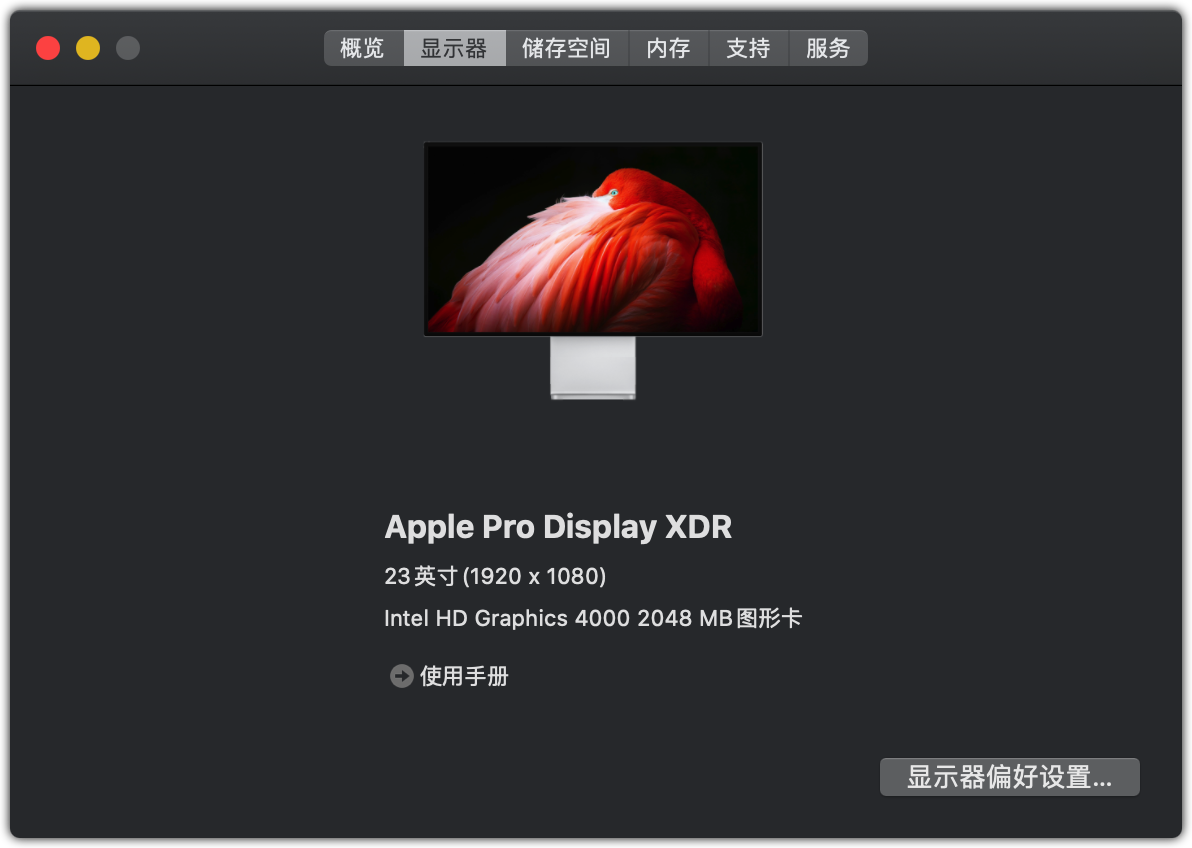 概览 显示器 储存空间 内存 支持 服务
Apple Pro Display XDR
23英寸 (1920 x 1080)
Intel HD Graphics 4000 2048 MB图形卡
使用手册
显示器偏好设置...